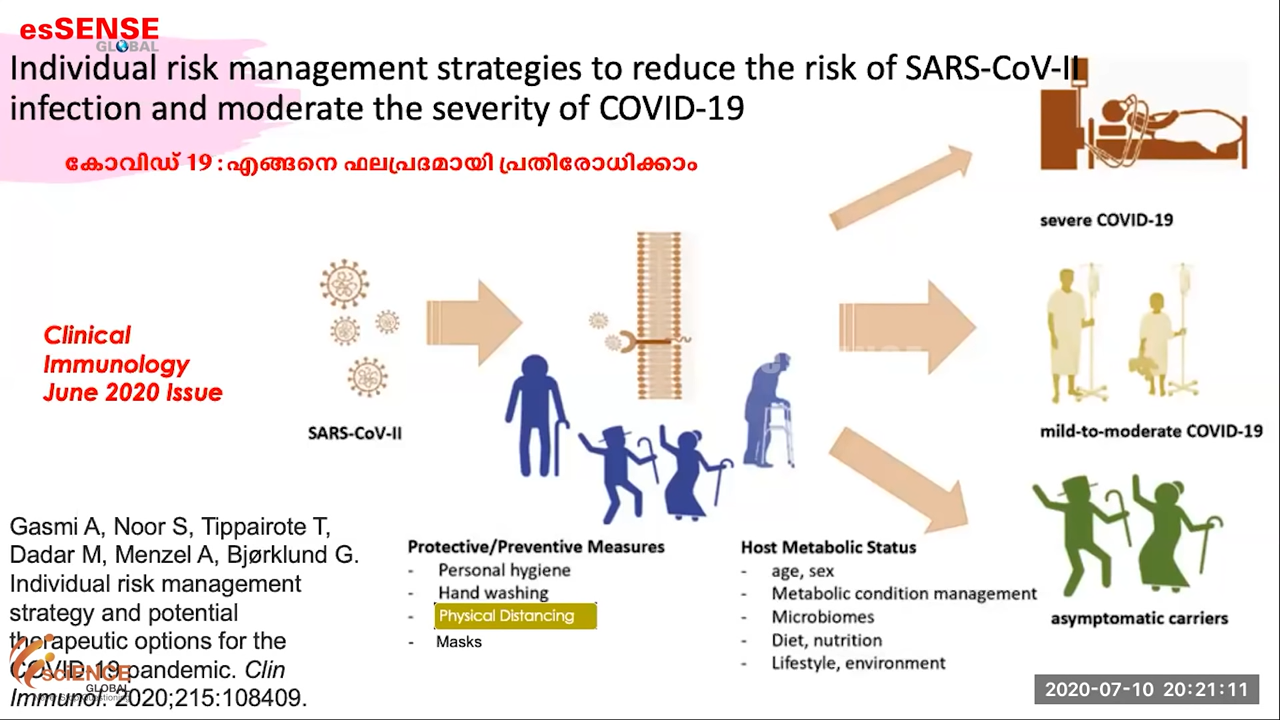 esSENSE
GLOBAL
Individual risk management strategies to reduce the risk of SARS-CoV-II
infection and moderate the severity of COVID-19
കോവിഡ് 19 : എങ്ങനെ ഫലപ്രദമായി പ്രതിരോധിക്കാം
severe COVID-19
Clinical
Immunology
June 2020 Issue
SARS-CoV-II
mild-to-moderate COVID-19
Gasmi A, Noor S, Tippairote T,
Dadar M, Menzel A, Bjørklund G.
Individual risk management
strategy and potential
therapeutic options for the
COVID-19 pandemic. Clin
Immunol. 2020;215:108409.
sciENCE
GLOBAL
Protective/Preventive Measures
- Personal hygiene
- Hand washing
- Physical Distancing
- Masks
Host Metabolic Status
- age, sex
- Metabolic condition management
- Microbiomes
- Diet, nutrition
- Lifestyle, environment
asymptomatic carriers
2020-07-10 20:21:11